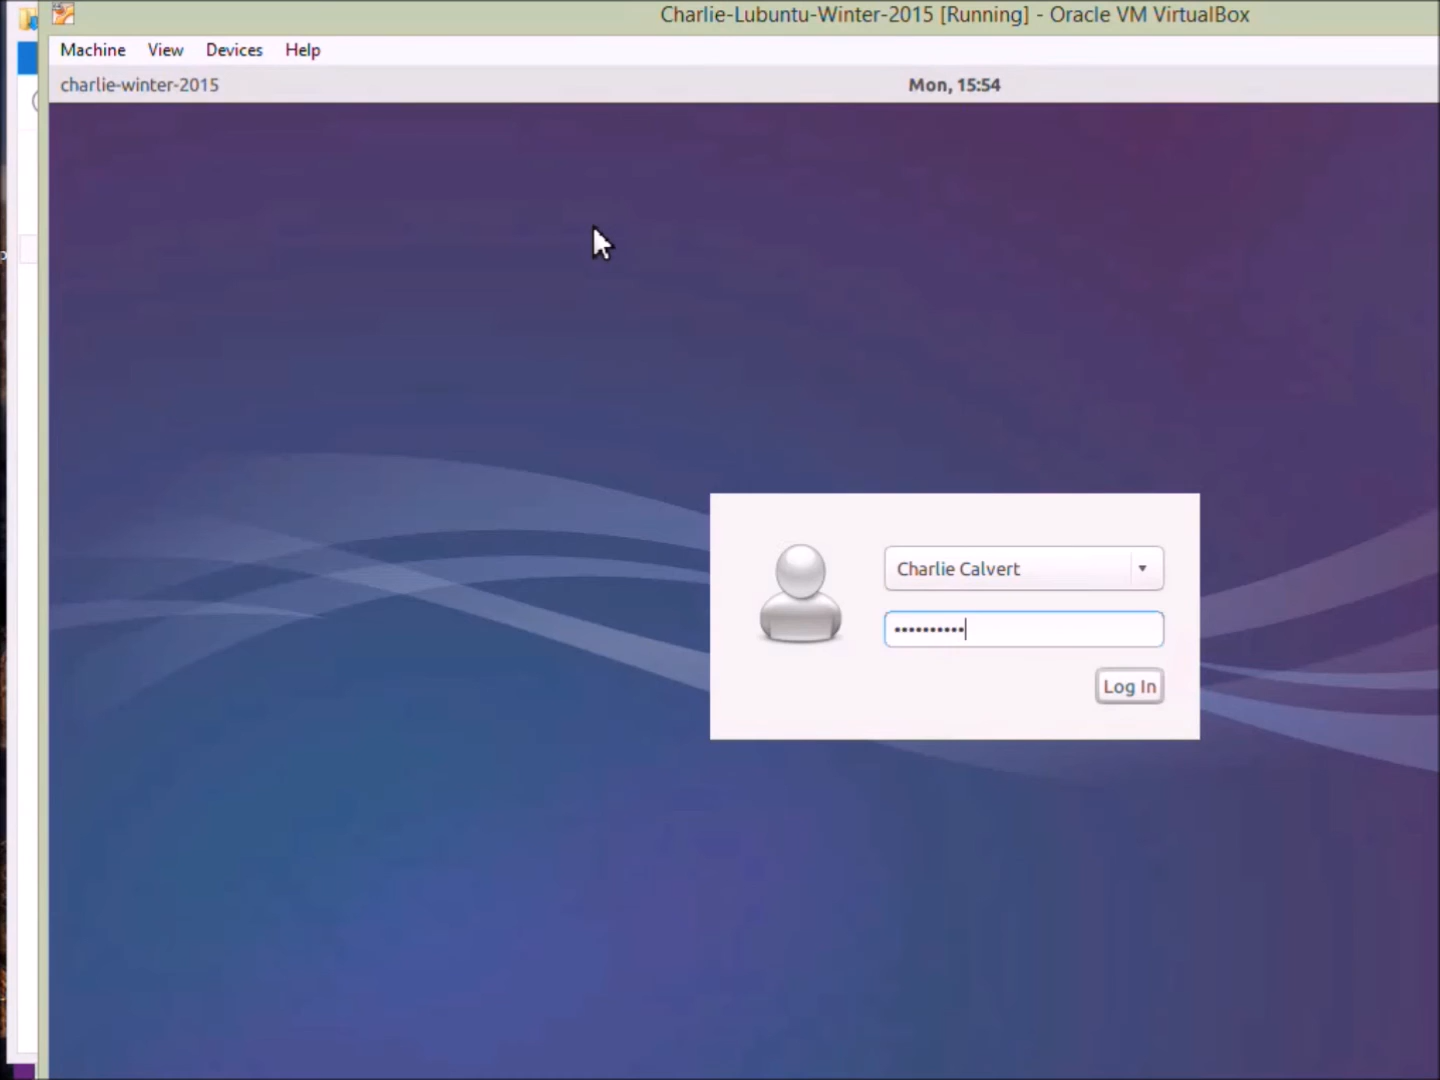 Charlie-Lubuntu-Winter-2015 [Running] - Oracle VM VirtualBox
Machine View Devices Help
charlie-winter-2015 Mon, 15:54
Charlie Calvert
••••••••••
Log In